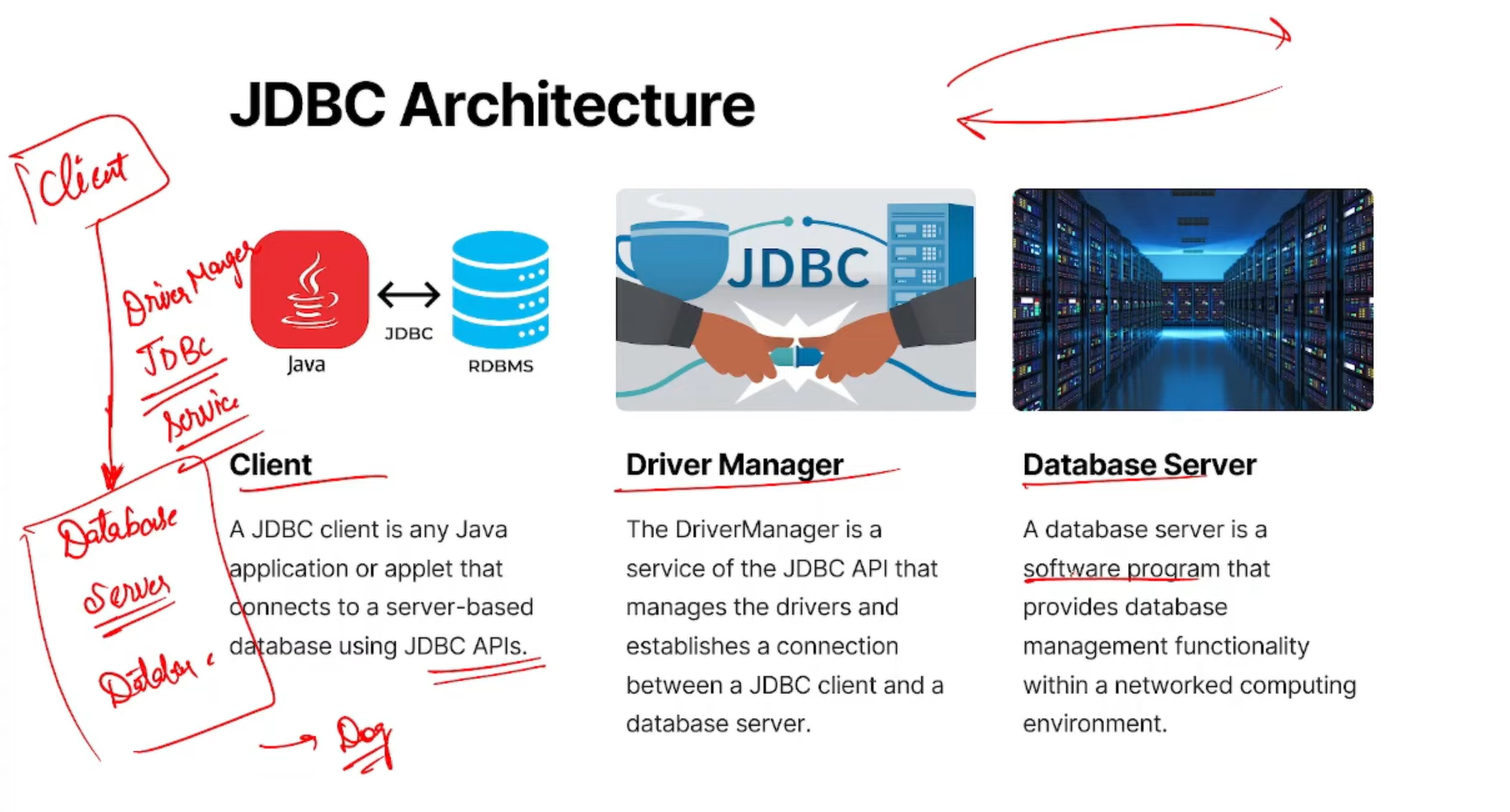 JDBC Architecture
Client
Driver
JDBC
Service
Database
Server
Java
JDBC
RDBMS
JDBC
Client
A JDBC client is any Java
application or applet that
connects to a server-based
database using JDBC APIs.
Driver Manager
The DriverManager is a
service of the JDBC API that
manages the drivers and
establishes a connection
between a JDBC client and a
database server.
Database Server
A database server is a
software program that
provides database
management functionality
within a networked computing
environment.